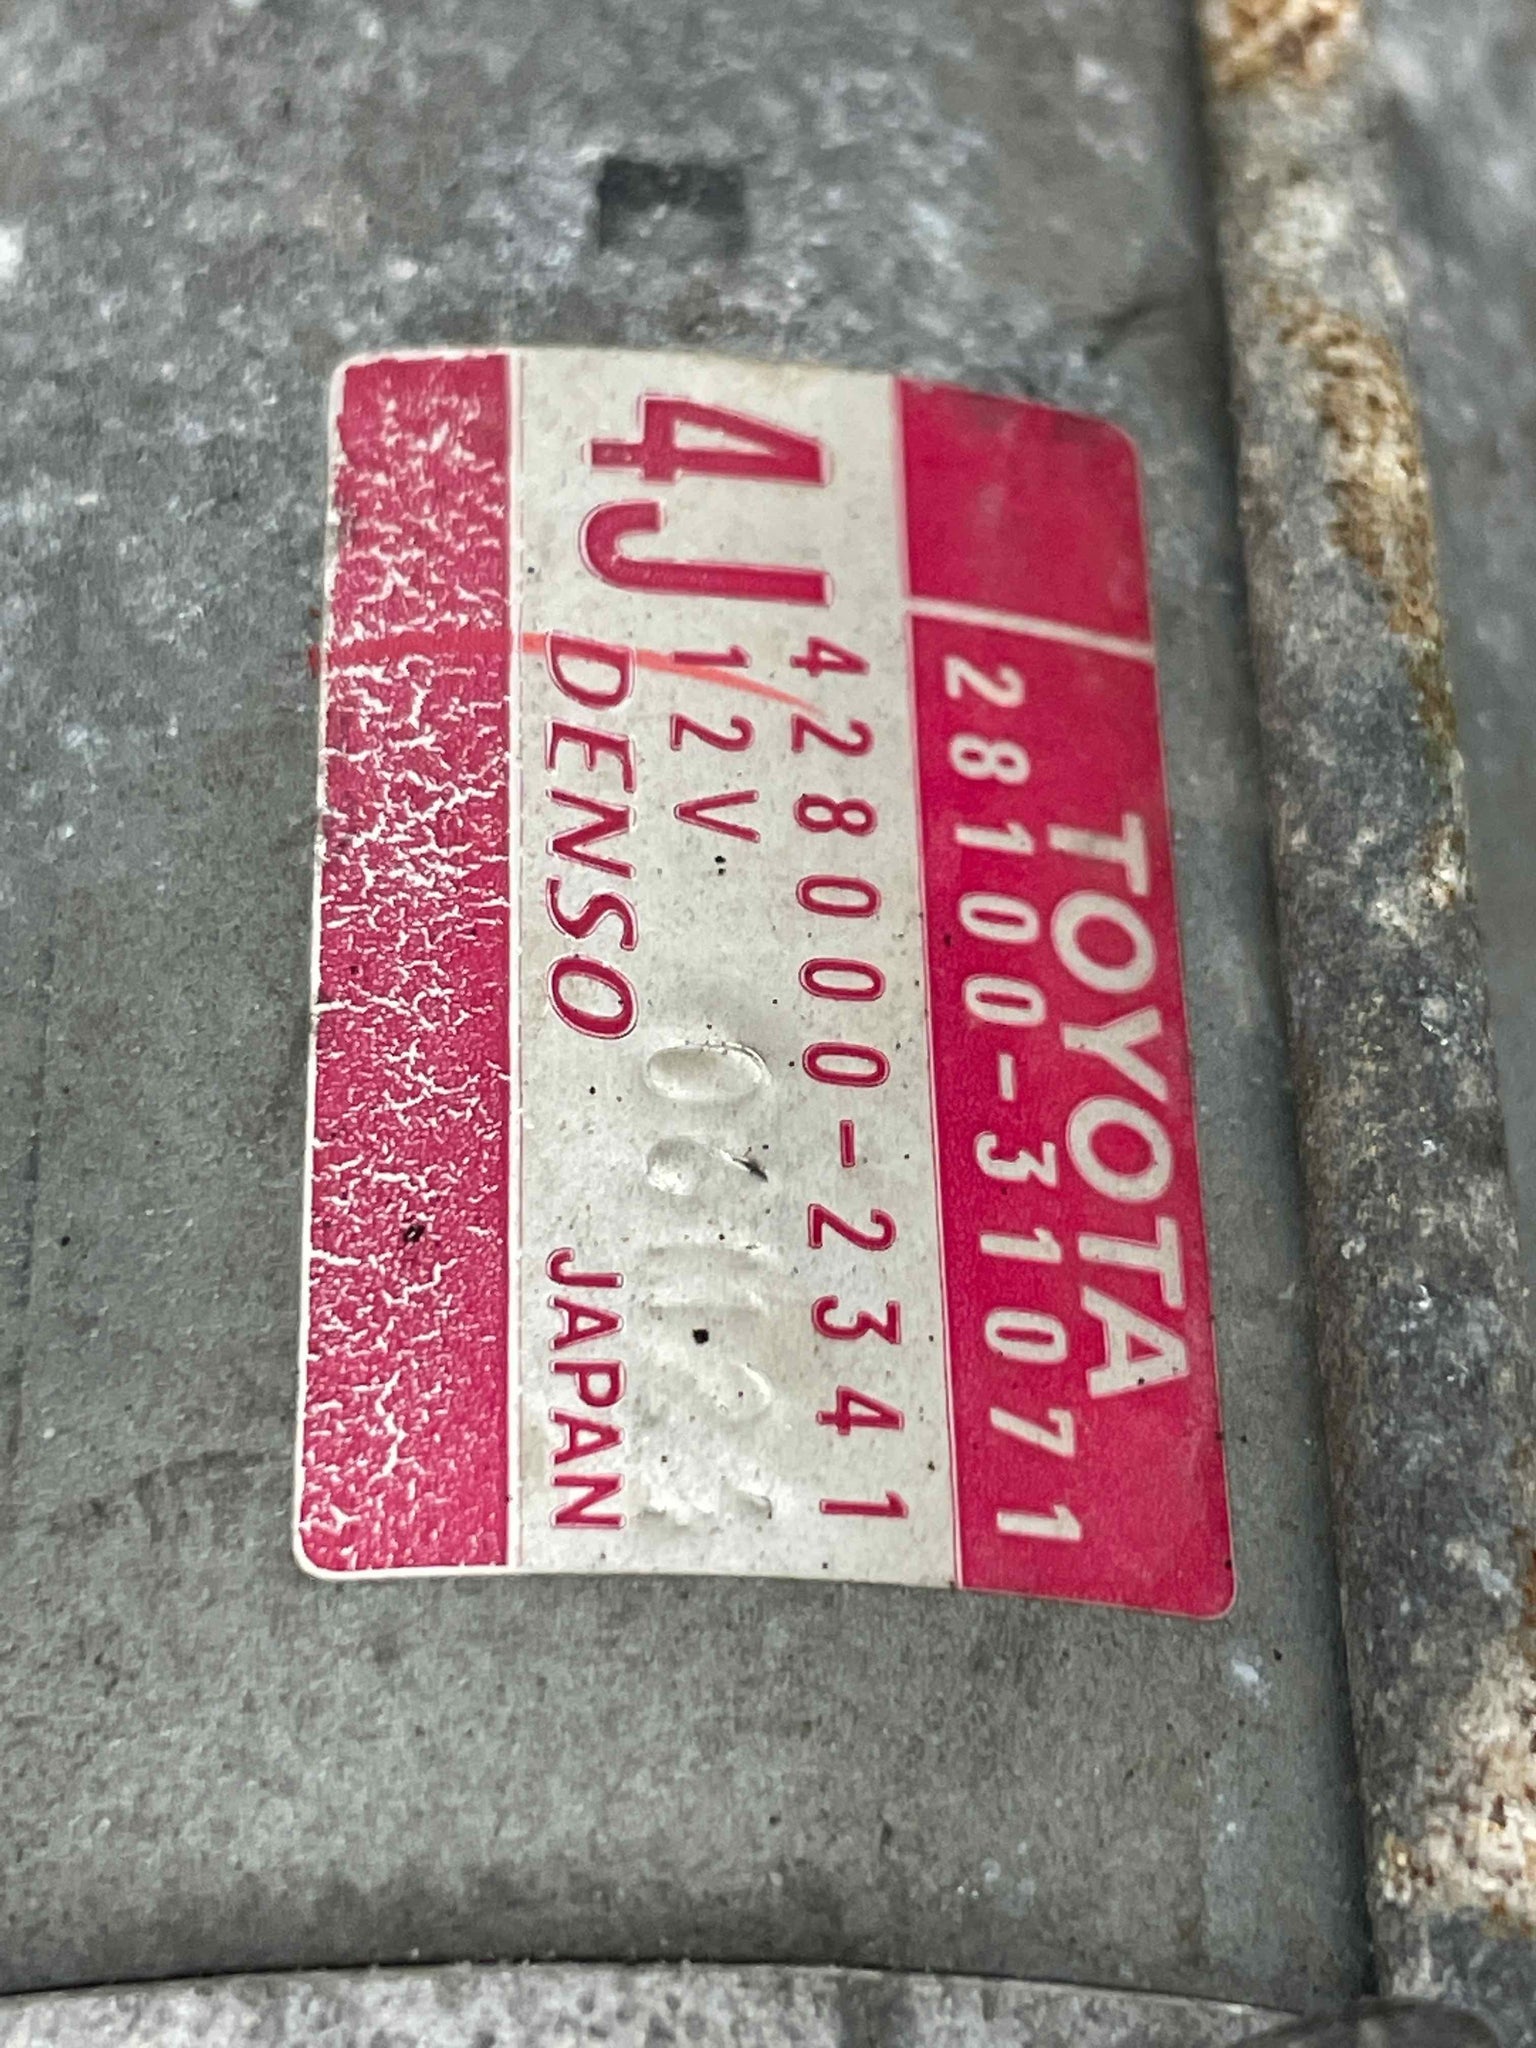 TOYOTA
28100-31071
4J
428000-2341
12V
DENSO JAPAN